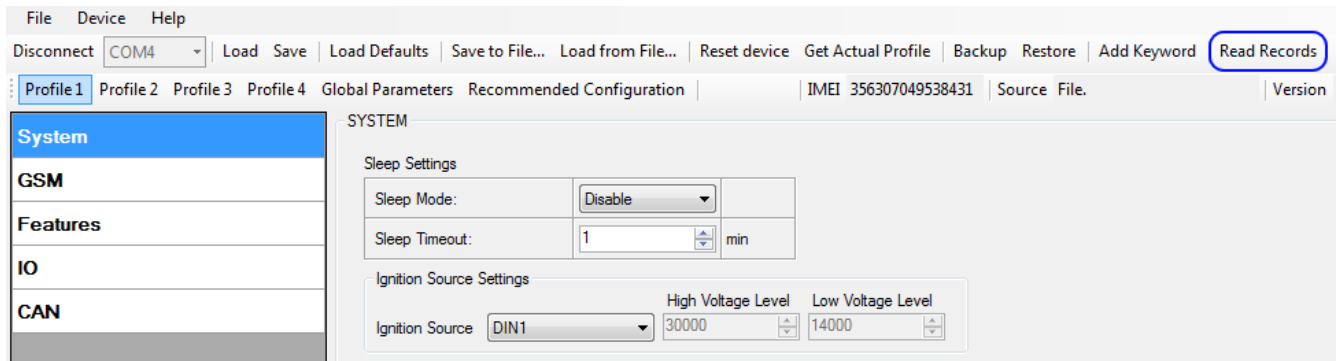 File Device Help
Disconnect COM4 Load Save Load Defaults Save to File... Load from File... Reset device Get Actual Profile Backup Restore Add Keyword Read Records
Profile 1 Profile 2 Profile 3 Profile 4 Global Parameters Recommended Configuration IMEI 356307049538431 Source File. Version
System
GSM
Features
IO
CAN
SYSTEM
Sleep Settings
Sleep Mode: Disable
Sleep Timeout: 1 min
Ignition Source Settings
High Voltage Level Low Voltage Level
Ignition Source DIN1 30000 14000